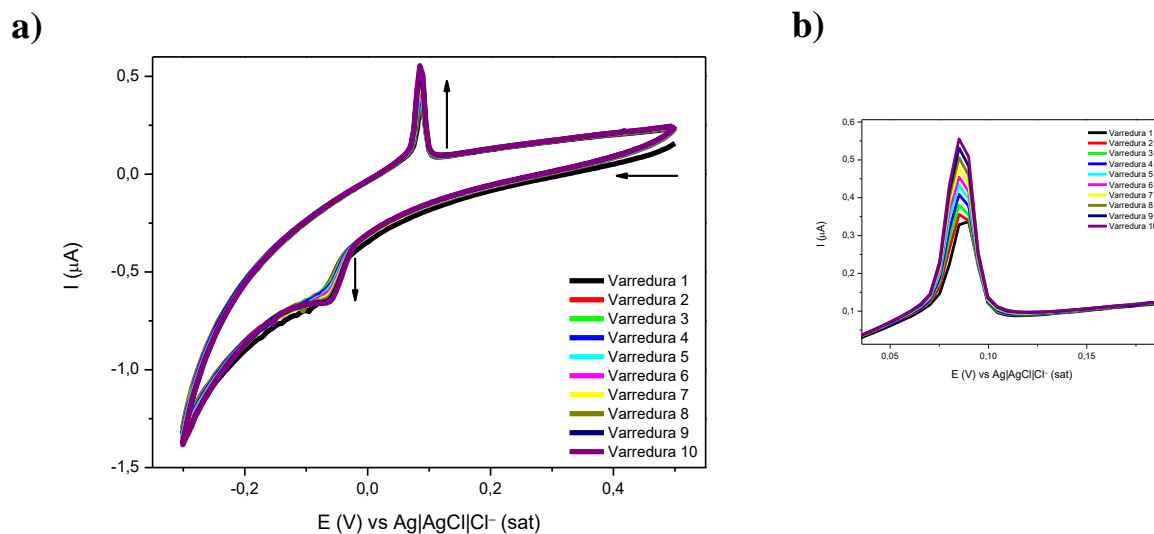 a)
I (μA)
0,5
0,0
-0,5
-1,0
-1,5
-0,2
0,0
0,2
0,4
E (V) vs Ag|AgCl|Cl⁻ (sat)
Varredura 1
Varredura 2
Varredura 3
Varredura 4
Varredura 5
Varredura 6
Varredura 7
Varredura 8
Varredura 9
Varredura 10
b)
I (μA)
0,6
0,5
0,4
0,3
0,2
0,1
0,05
0,10
0,15
E (V) vs Ag|AgCl|Cl⁻ (sat)
Varredura 1
Varredura 2
Varredura 3
Varredura 4
Varredura 5
Varredura 6
Varredura 7
Varredura 8
Varredura 9
Varredura 10